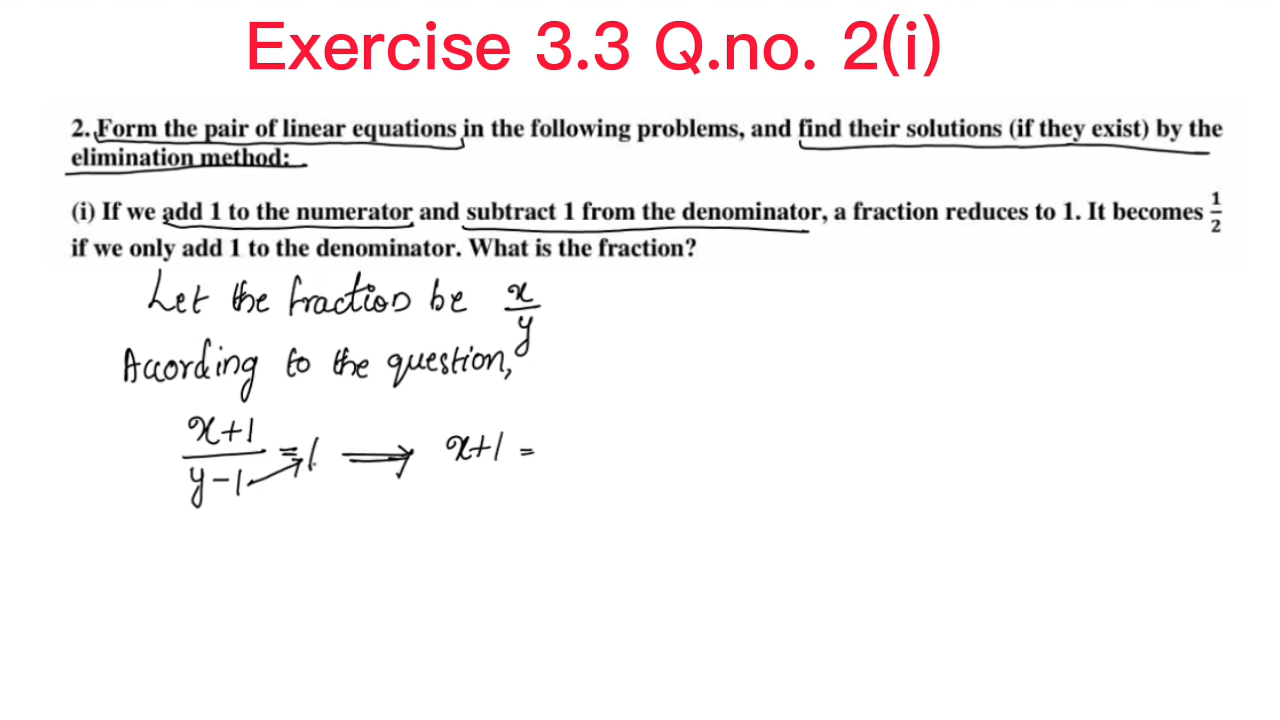 Exercise 3.3 Q.no. 2(i)
2. Form the pair of linear equations in the following problems, and find their solutions (if they exist) by the
elimination method:
(i) If we add 1 to the numerator and subtract 1 from the denominator, a fraction reduces to 1. It becomes 1/2
if we only add 1 to the denominator. What is the fraction?
Let the fraction be x/y
According to the question,
(x+1)/(y-1) = 1 ⟹ x+1 =